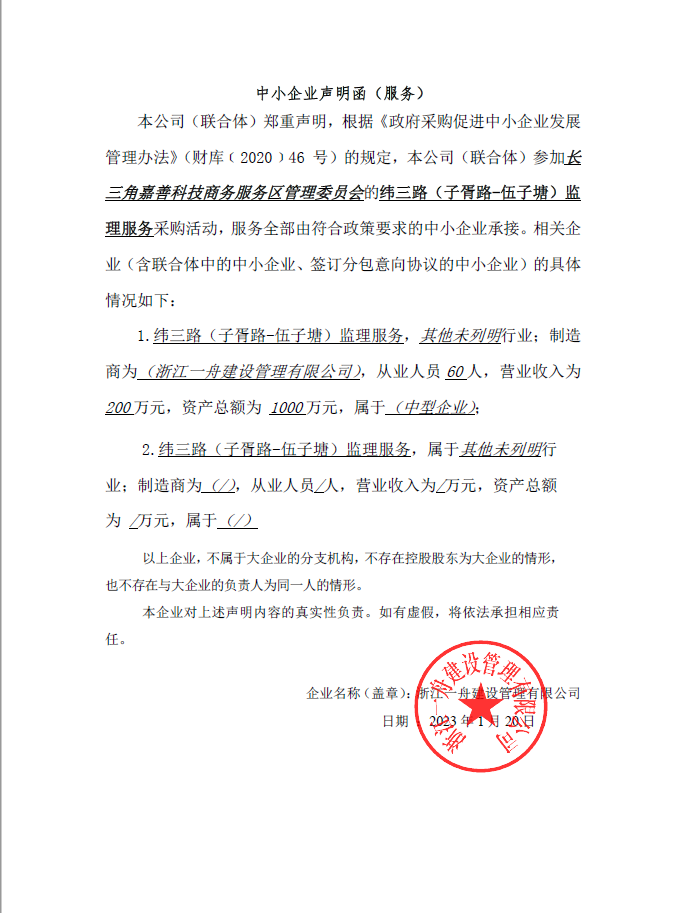 中小企业声明函（服务）
本公司（联合体）郑重声明，根据《政府采购促进中小企业发展
管理办法》（财库﹝2020﹞46 号）的规定，本公司（联合体）参加长
三角嘉善科技商务服务区管理委员会的纬三路（子胥路-伍子塘）监
理服务采购活动，服务全部由符合政策要求的中小企业承接。相关企
业（含联合体中的中小企业、签订分包意向协议的中小企业）的具体
情况如下：
1.纬三路（子胥路-伍子塘）监理服务，其他未列明行业；制造
商为（浙江一舟建设管理有限公司），从业人员 60 人，营业收入为
200 万元，资产总额为 1000 万元，属于（中型企业）；
2.纬三路（子胥路-伍子塘）监理服务，属于其他未列明行
业；制造商为（/），从业人员/人，营业收入为/万元，资产总额
为 /万元，属于（/）
以上企业，不属于大企业的分支机构，不存在控股股东为大企业的情形，
也不存在与大企业的负责人为同一人的情形。
本企业对上述声明内容的真实性负责。如有虚假，将依法承担相应责
任。
企业名称（盖章）：浙江一舟建设管理有限公司
日期 ：2023 年 1 月 20 日
浙江一舟建设管理有限公司